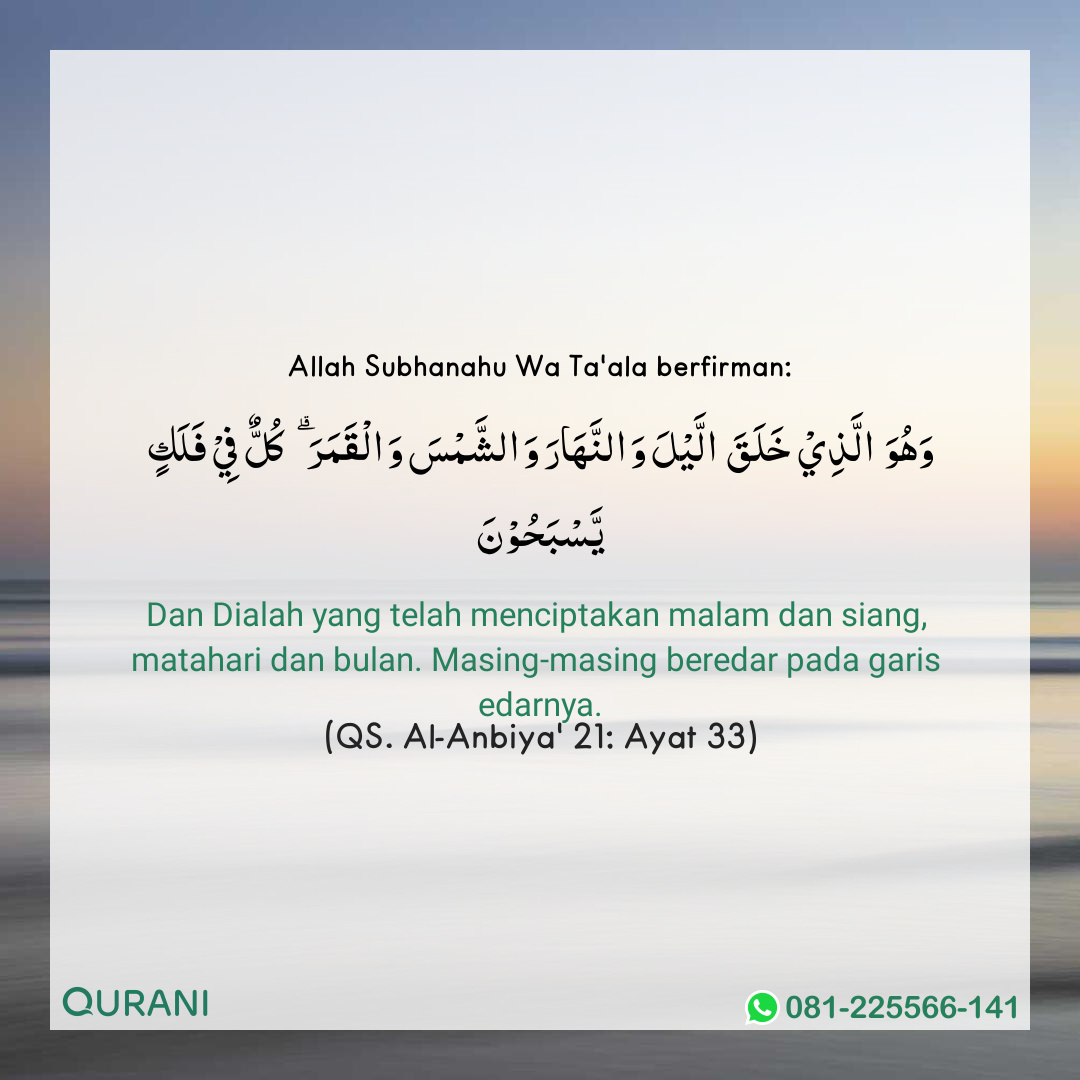 Allah Subhanahu Wa Ta'ala berfirman:
وَهُوَ الَّذِيْ خَلَقَ الَّيْلَ وَالنَّهَارَ وَالشَّمْسَ وَالْقَمَرَ ۗ كُلٌّ فِيْ فَلَكٍ
يَّسْبَحُوْنَ
Dan Dialah yang telah menciptakan malam dan siang,
matahari dan bulan. Masing-masing beredar pada garis
edarnya.
(QS. Al-Anbiya' 21: Ayat 33)
QURANI
081-225566-141